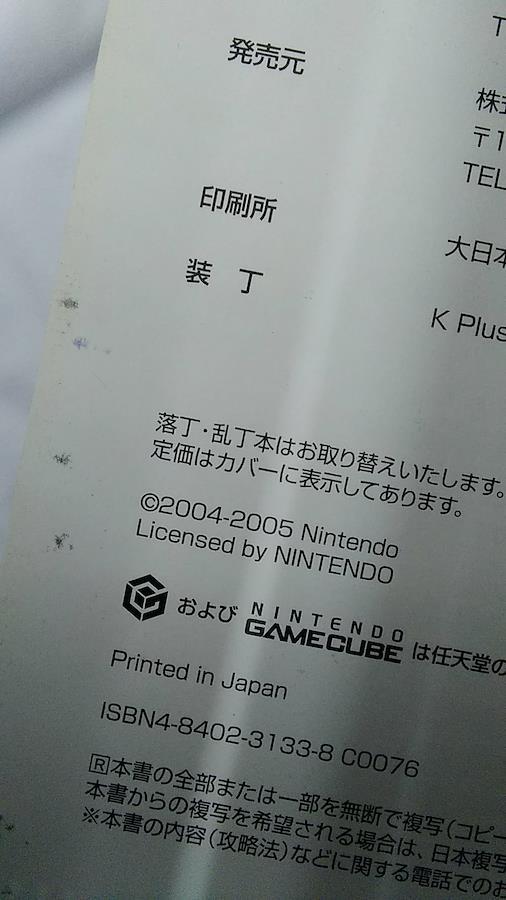 発売元
株
〒1
TEL
印刷所
大日本
装 丁
K Plus
落丁・乱丁本はお取り替えいたします。
定価はカバーに表示してあります。
©2004-2005 Nintendo
Licensed by NINTENDO
および NINTENDO GAMECUBE は任天堂の
Printed in Japan
ISBN4-8402-3133-8 C0076
Ⓡ本書の全部または一部を無断で複写（コピー
本書からの複写を希望される場合は、日本複写
※本書の内容（攻略法）などに関する電話でのお